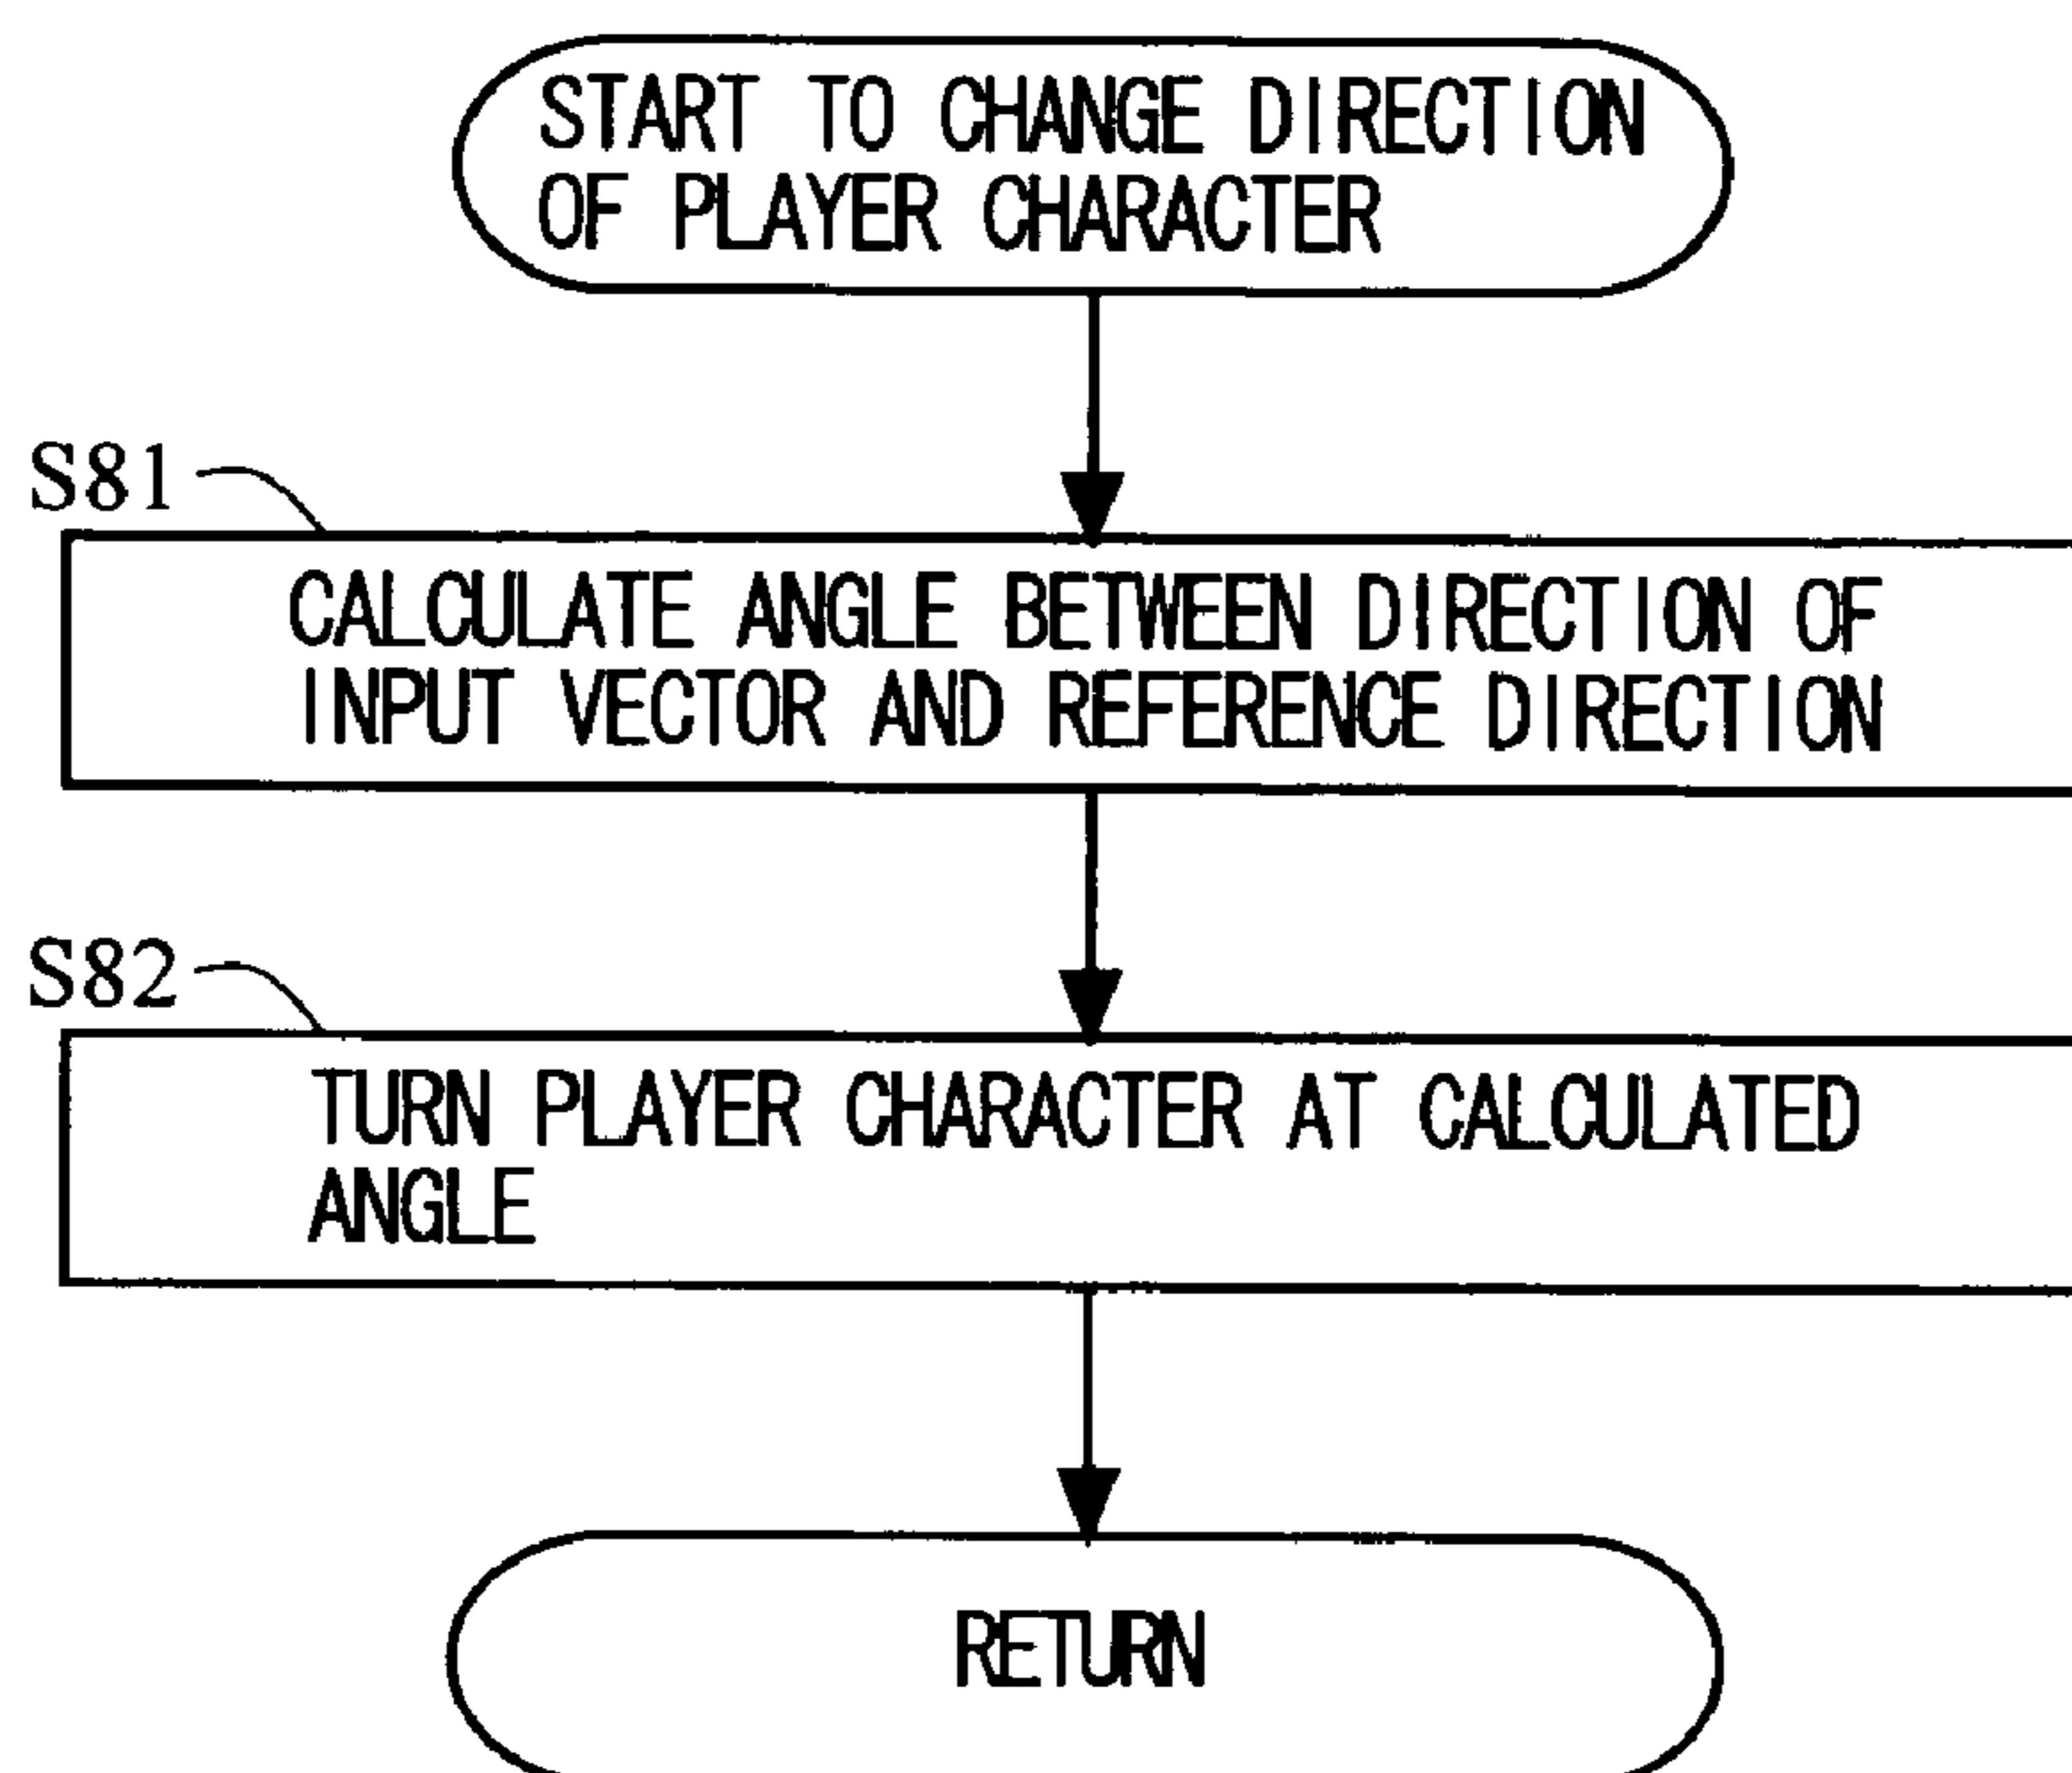 START TO CHANGE DIRECTION
OF PLAYER CHARACTER
S81
CALCULATE ANGLE BETWEEN DIRECTION OF
INPUT VECTOR AND REFERENCE DIRECTION
S82
TURN PLAYER CHARACTER AT CALCULATED
ANGLE
RETURN